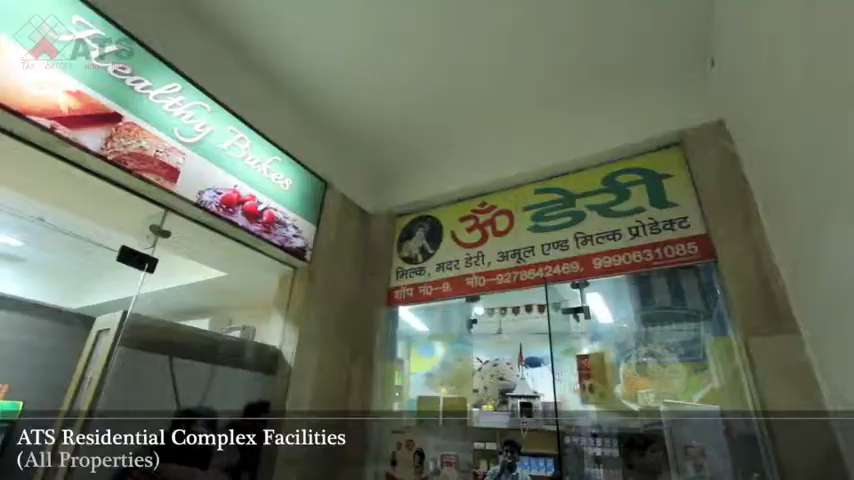 ATS
Healthy Bakes
ॐ डेरी
मिल्क, मदर डेरी, अमूल एण्ड मिल्क प्रोडेक्ट
शॉप नं0-9, मो0-9278642469, 9990631085
ATS Residential Complex Facilities
(All Properties)